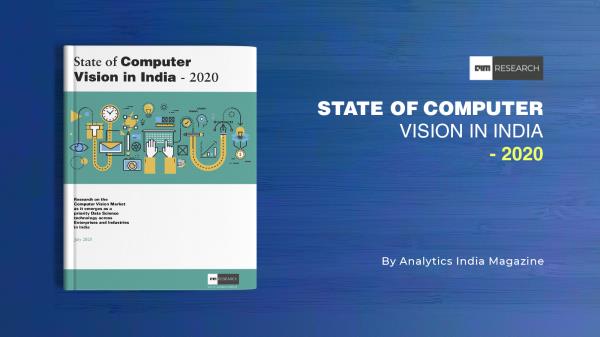 State of Computer
Vision in India - 2020
Research on the
Computer Vision Market
as it emerges as a
priority Data Science
technology across
Enterprises and Industries
in India
RESEARCH
aim RESEARCH
STATE OF COMPUTER
VISION IN INDIA
- 2020
By Analytics India Magazine